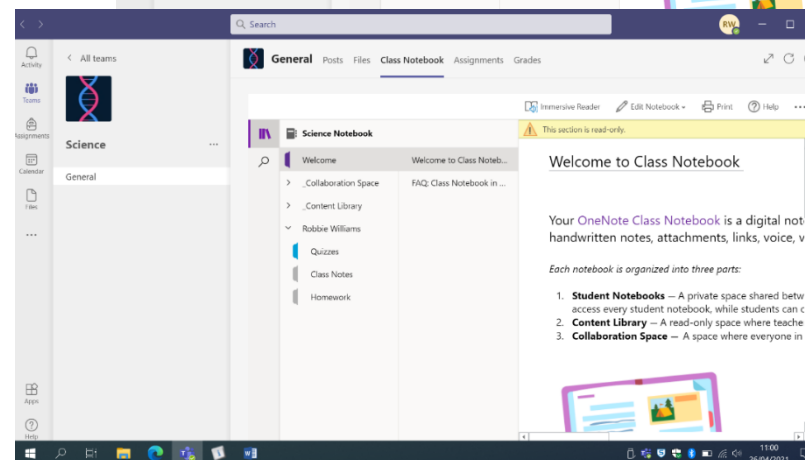 Search
RW
Activity
Teams
Assignments
Calendar
Files
Apps
Help
All teams
Science
General
General Posts Files Class Notebook Assignments Grades
Immersive Reader Edit Notebook Print Help
This section is read-only.
Science Notebook
Welcome
_Collaboration Space
_Content Library
Robbie Williams
Quizzes
Class Notes
Homework
Welcome to Class Noteb...
FAQ: Class Notebook in ...
Welcome to Class Notebook
Your OneNote Class Notebook is a digital not
handwritten notes, attachments, links, voice, v
Each notebook is organized into three parts:
1. Student Notebooks — A private space shared betw
access every student notebook, while students can o
2. Content Library — A read-only space where teache
3. Collaboration Space — A space where everyone in
11:00
26/04/2021